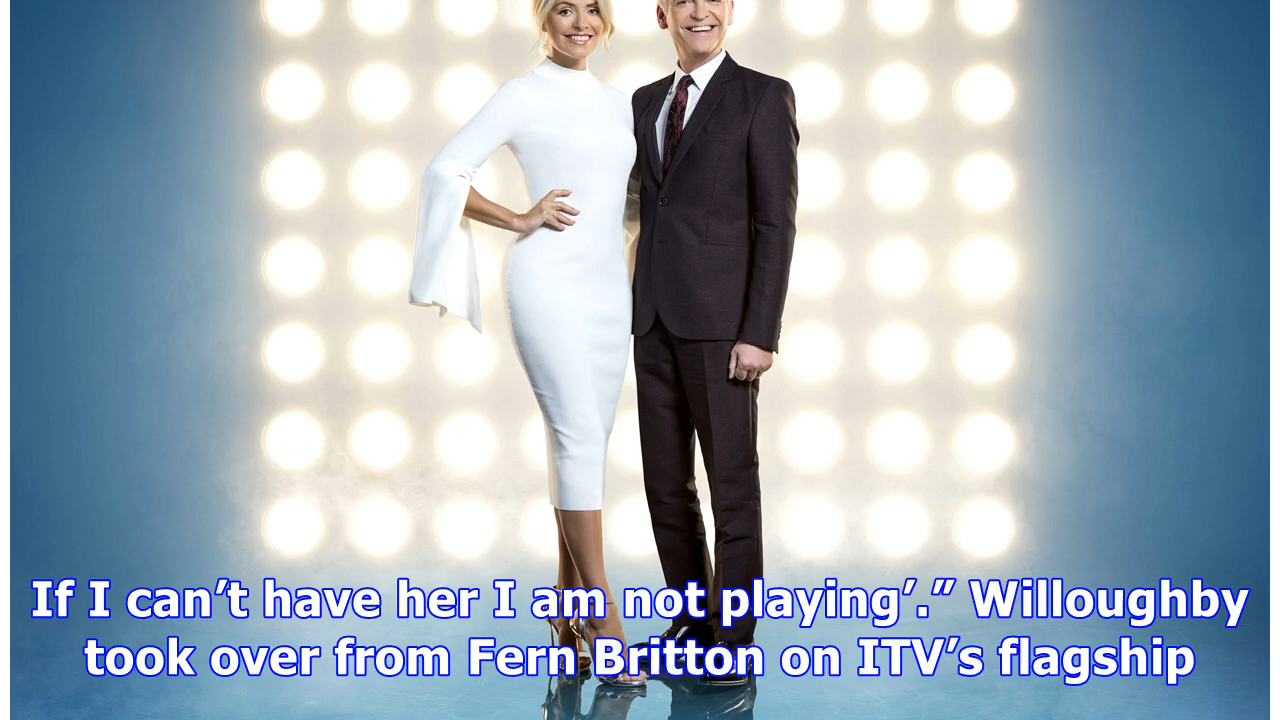 If I can’t have her I am not playing’.” Willoughby
took over from Fern Britton on ITV’s flagship